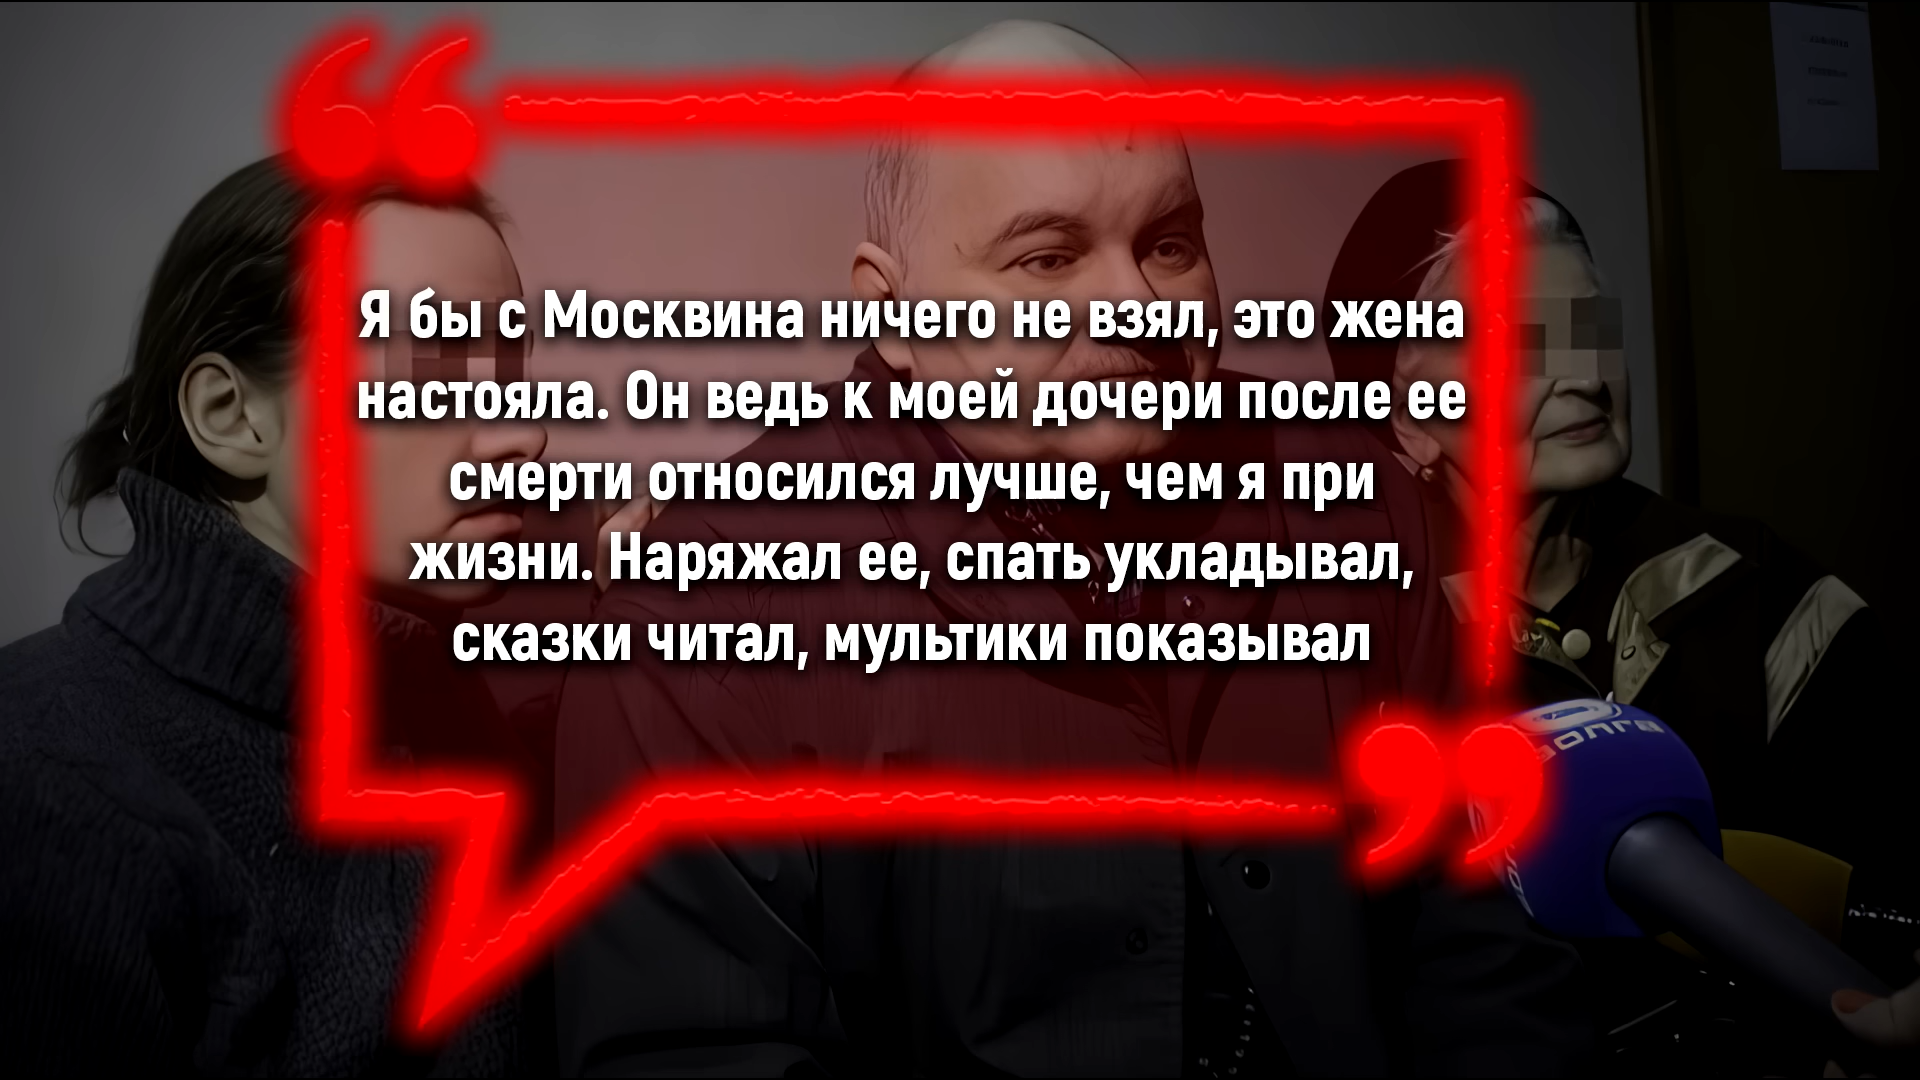 Я бы с Москвина ничего не взял, это жена
настояла. Он ведь к моей дочери после ее
смерти относился лучше, чем я при
жизни. Наряжал ее, спать укладывал,
сказки читал, мультики показывал
ВОЛГА